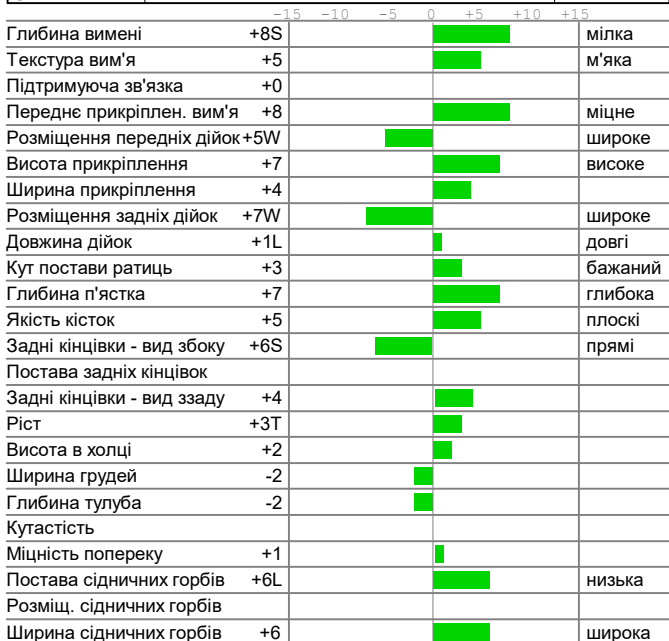 -15 -10 -5 0 +5 +10 +15
Глибина вимені +8S мілка
Текстура вим'я +5 м'яка
Підтримуюча зв'язка +0
Переднє прикріплен. вим'я +8 міцне
Розміщення передніх дійок +5W широке
Висота прикріплення +7 високе
Ширина прикріплення +4
Розміщення задніх дійок +7W широке
Довжина дійок +1L довгі
Кут постави ратиць +3 бажаний
Глибина п'ястка +7 глибока
Якість кісток +5 плоскі
Задні кінцівки - вид збоку +6S прямі
Постава задніх кінцівок
Задні кінцівки - вид ззаду +4
Ріст +3T
Висота в холці +2
Ширина грудей -2
Глибина тулуба -2
Кутастість
Міцність попереку +1
Постава сідничних горбів +6L низька
Розміщ. сідничних горбів
Ширина сідничних горбів +6 широка